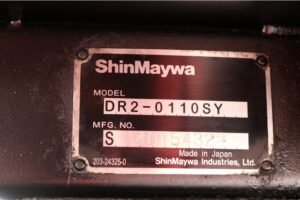 ShinMaywa
MODEL
DR2-0110SY
MFG. NO.
S
Made in Japan
203-24325-0
ShinMaywa Industries, Ltd.